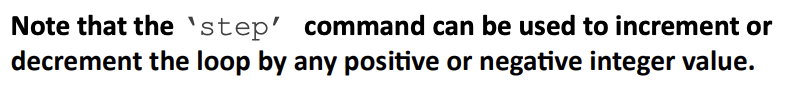 Note that the ‘step’ command can be used to increment or
decrement the loop by any positive or negative integer value.